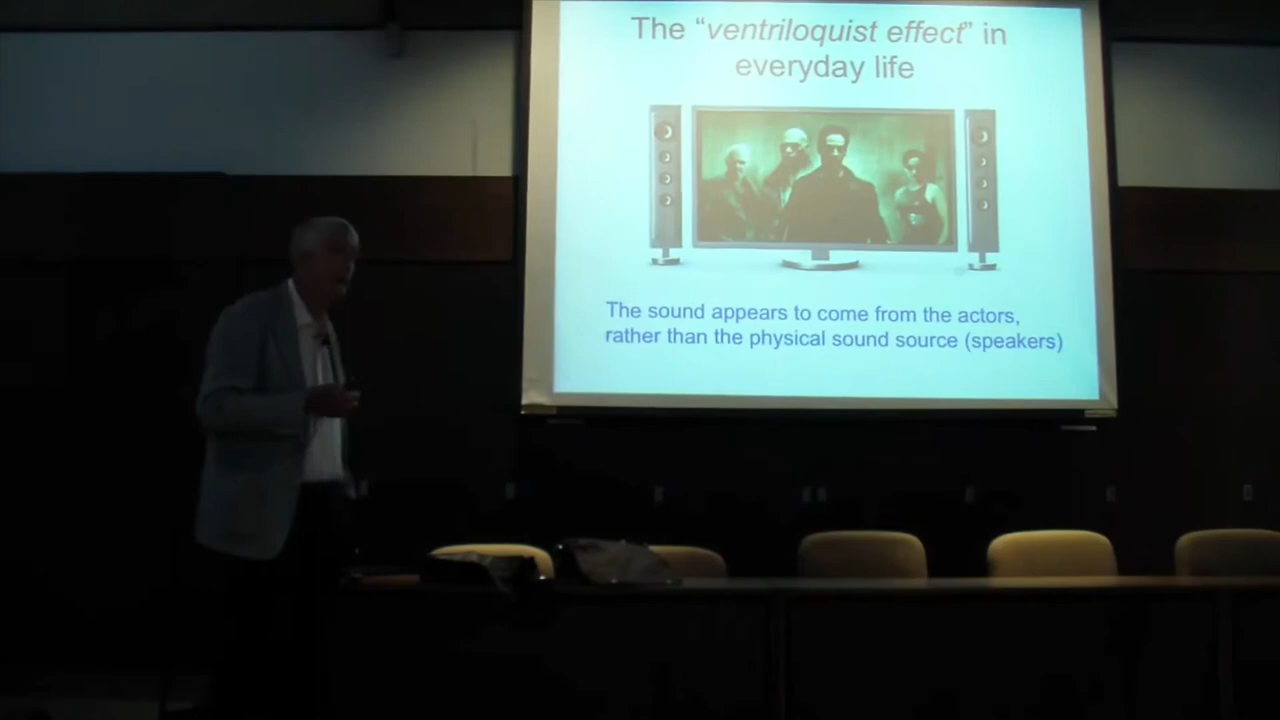 The “ventriloquist effect” in
everyday life
The sound appears to come from the actors,
rather than the physical sound source (speakers)